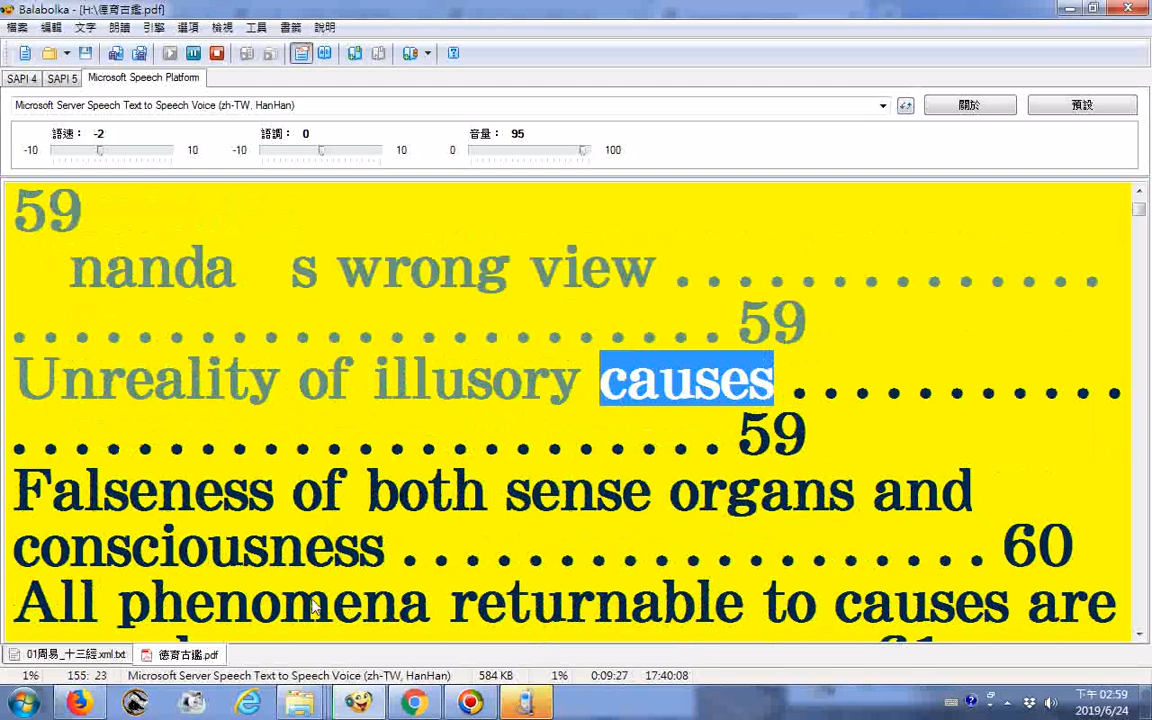 Balabolka - [H:\德育古鑑.pdf]
檔案 編輯 文字 朗讀 引擎 選項 檢視 工具 書籤 說明
SAPI 4 SAPI 5 Microsoft Speech Platform
Microsoft Server Speech Text to Speech Voice (zh-TW, HanHan) 關於 預設
語速： -2 語調： 0 音量： 95
-10 10 -10 10 0 100
59
nanda s wrong view . . . . . . . . . . . . . .
. . . . . . . . . . . . . . . . . . . . . . . 59
Unreality of illusory causes . . . . . . . . . . .
. . . . . . . . . . . . . . . . . . . . . . . 59
Falseness of both sense organs and
consciousness . . . . . . . . . . . . . . . . . . . 60
All phenomena returnable to causes are
01周易_十三經.xml.txt 德育古鑑.pdf
1% 155: 23 Microsoft Server Speech Text to Speech Voice (zh-TW, HanHan) 584 KB 1% 0:09:27 17:40:08
下午 02:59
2019/6/24